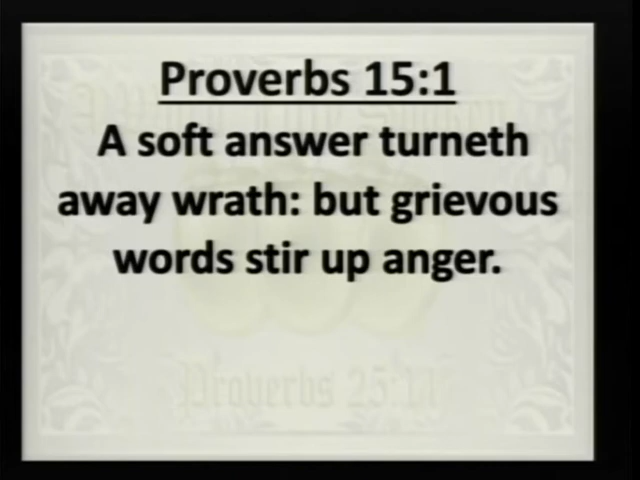 Proverbs 15:1
A soft answer turneth
away wrath: but grievous
words stir up anger.
Proverbs 25:11